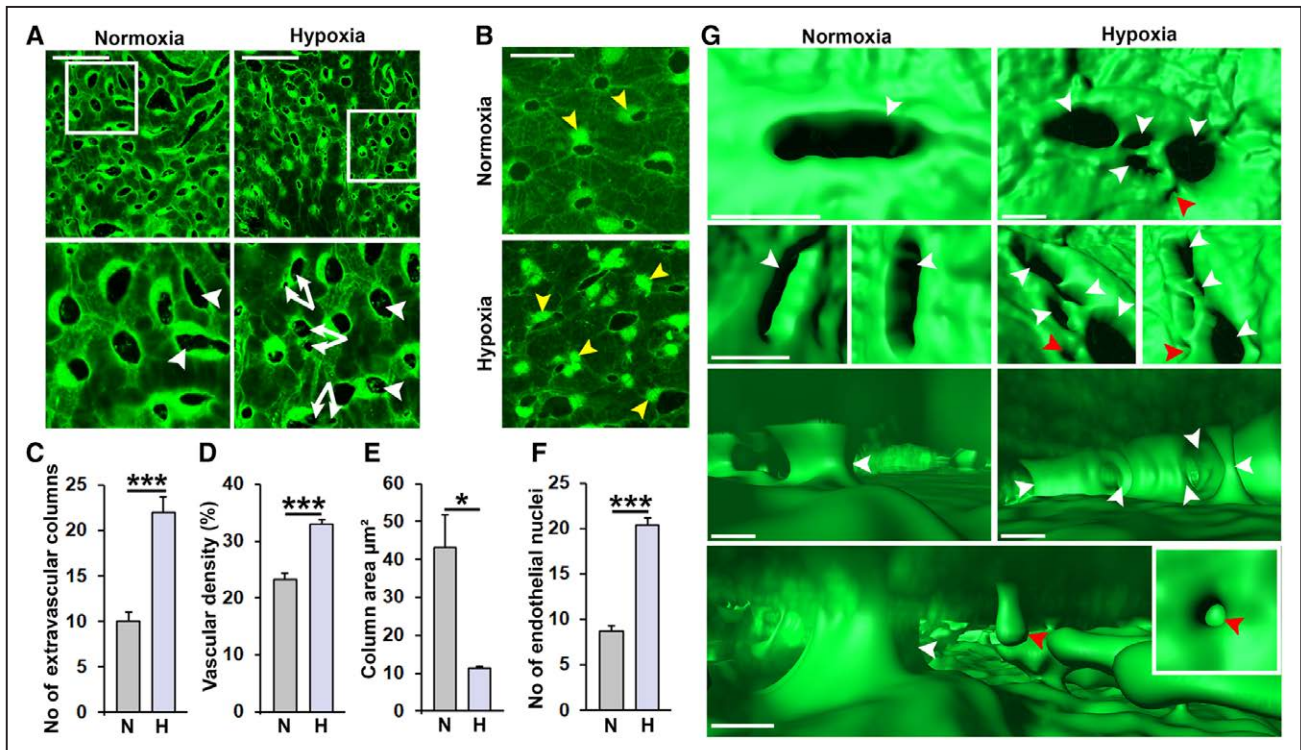 A
Normoxia
Hypoxia
B
Normoxia
Hypoxia
C
No of extravascular columns
***
25
20
15
10
5
0
N H
D
Vascular density (%)
***
40
30
20
10
0
N H
E
Column area µm²
*
60
50
40
30
20
10
0
N H
F
No of endothelial nuclei
***
25
20
15
10
5
0
N H
G
Normoxia
Hypoxia